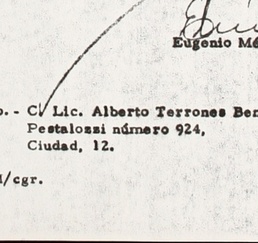 Eugenio Mé
o.- C. Lic. Alberto Terrones Ben
Pestalozzi número 924,
Ciudad, 12.
/cgr.